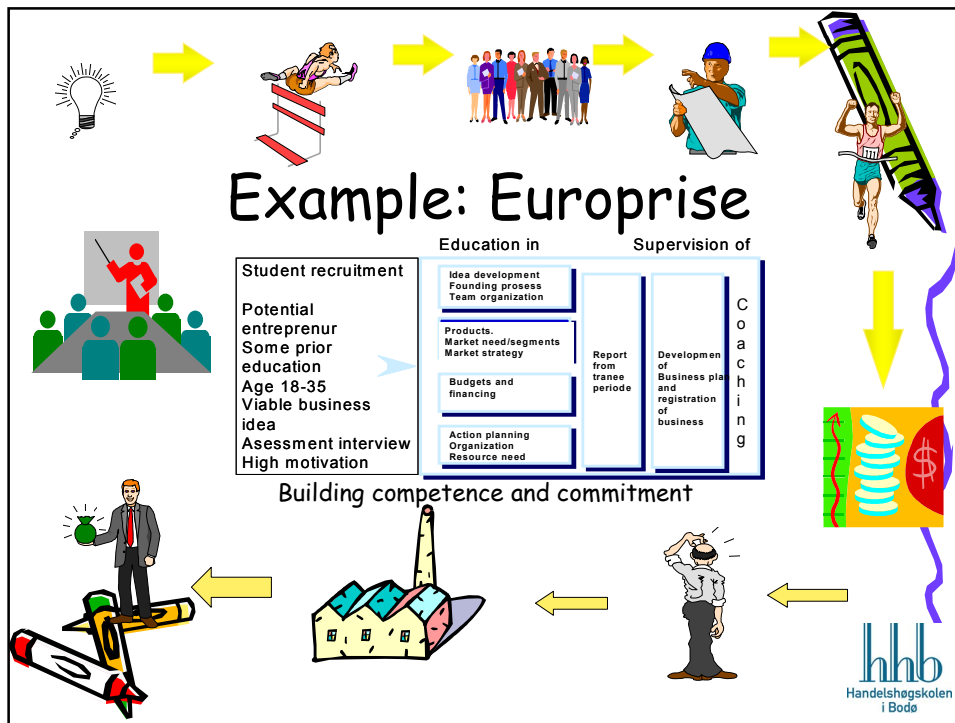 Example: Europrise
Education in
Supervision of
Student recruitment
Potential
entreprenur
Some prior
education
Age 18-35
Viable business
idea
Asessment interview
High motivation
Idea development
Founding prosess
Team organization
Products.
Market need/segments
Market strategy
Budgets and
financing
Action planning
Organization
Resource need
Report
from
tranee
periode
Developmen
of
Business plan
and
registration
of
business
Coaching
Building competence and commitment
111
$
hhb
Handelshøgskolen
i Bodø